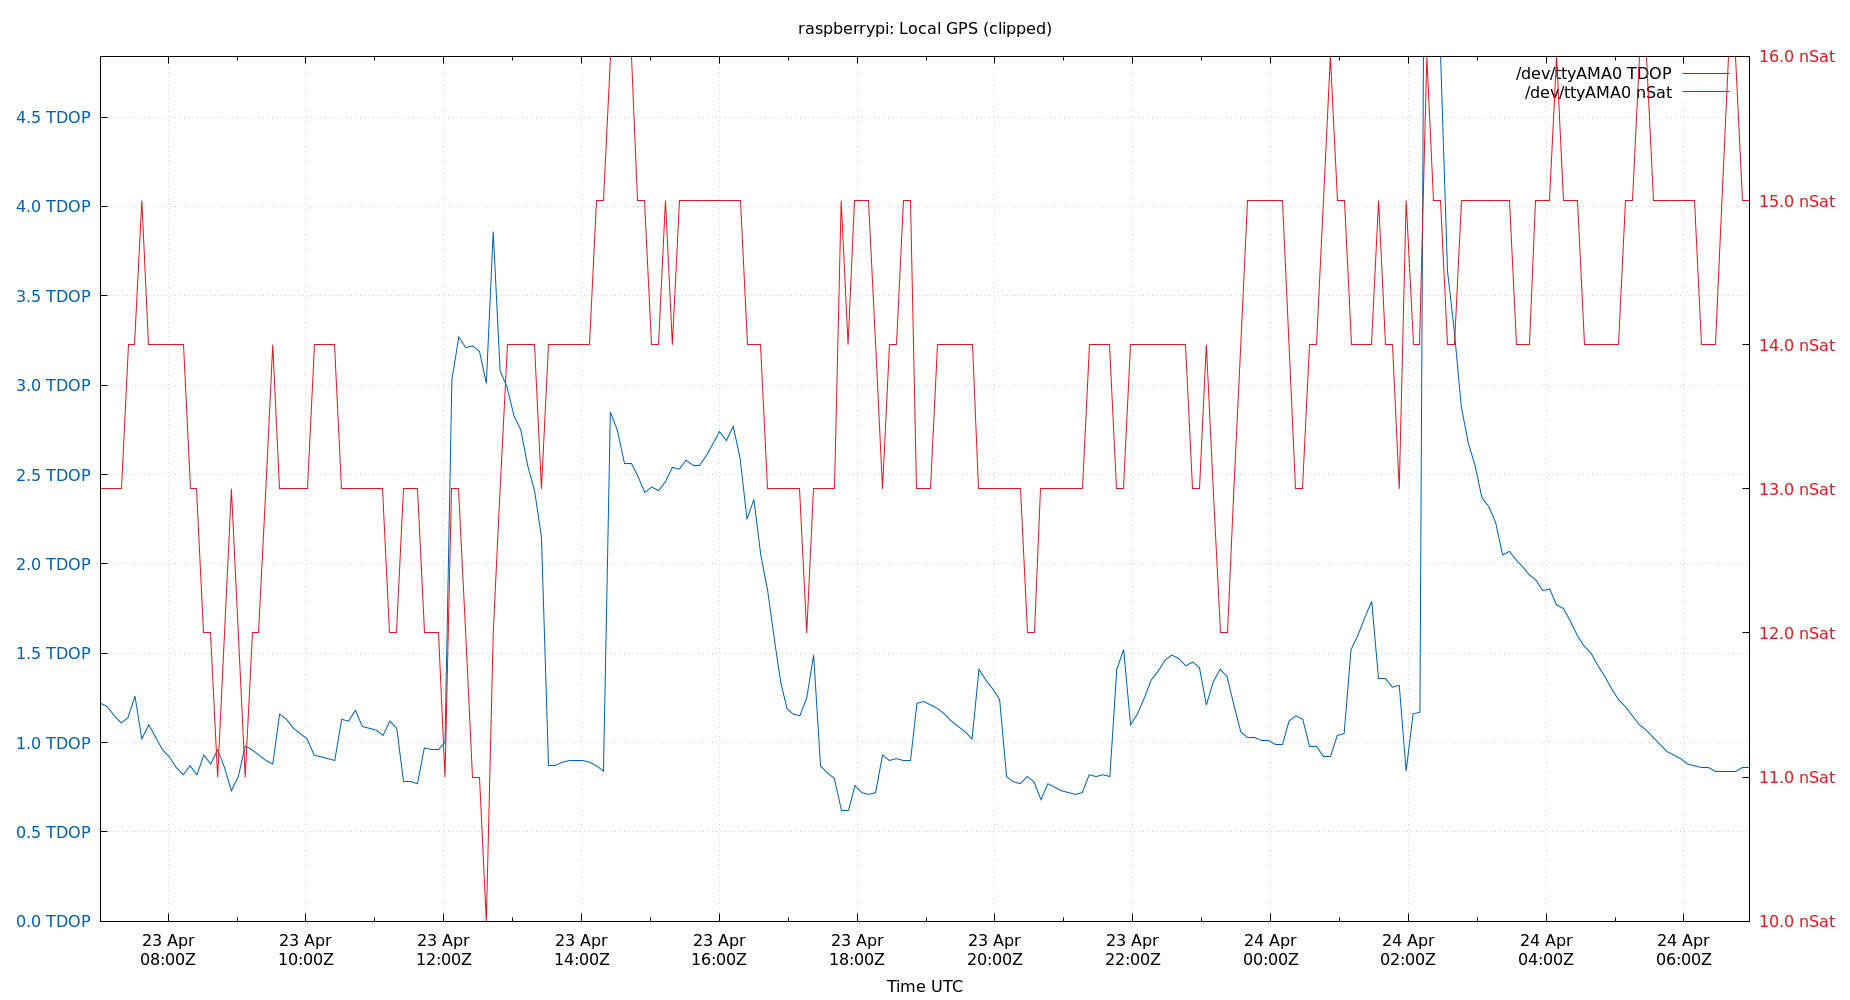 raspberrypi: Local GPS (clipped)
16.0 nSat
/dev/ttyAMA0 TDOP
/dev/ttyAMA0 nSat
4.5 TDOP
4.0 TDOP
15.0 nSat
3.5 TDOP
14.0 nSat
3.0 TDOP
2.5 TDOP
13.0 nSat
2.0 TDOP
1.5 TDOP
12.0 nSat
1.0 TDOP
11.0 nSat
0.5 TDOP
0.0 TDOP
10.0 nSat
23 Apr 23 Apr 23 Apr 23 Apr 23 Apr 23 Apr 23 Apr 23 Apr 24 Apr 24 Apr 24 Apr 24 Apr
08:00Z 10:00Z 12:00Z 14:00Z 16:00Z 18:00Z 20:00Z 22:00Z 00:00Z 02:00Z 04:00Z 06:00Z
Time UTC